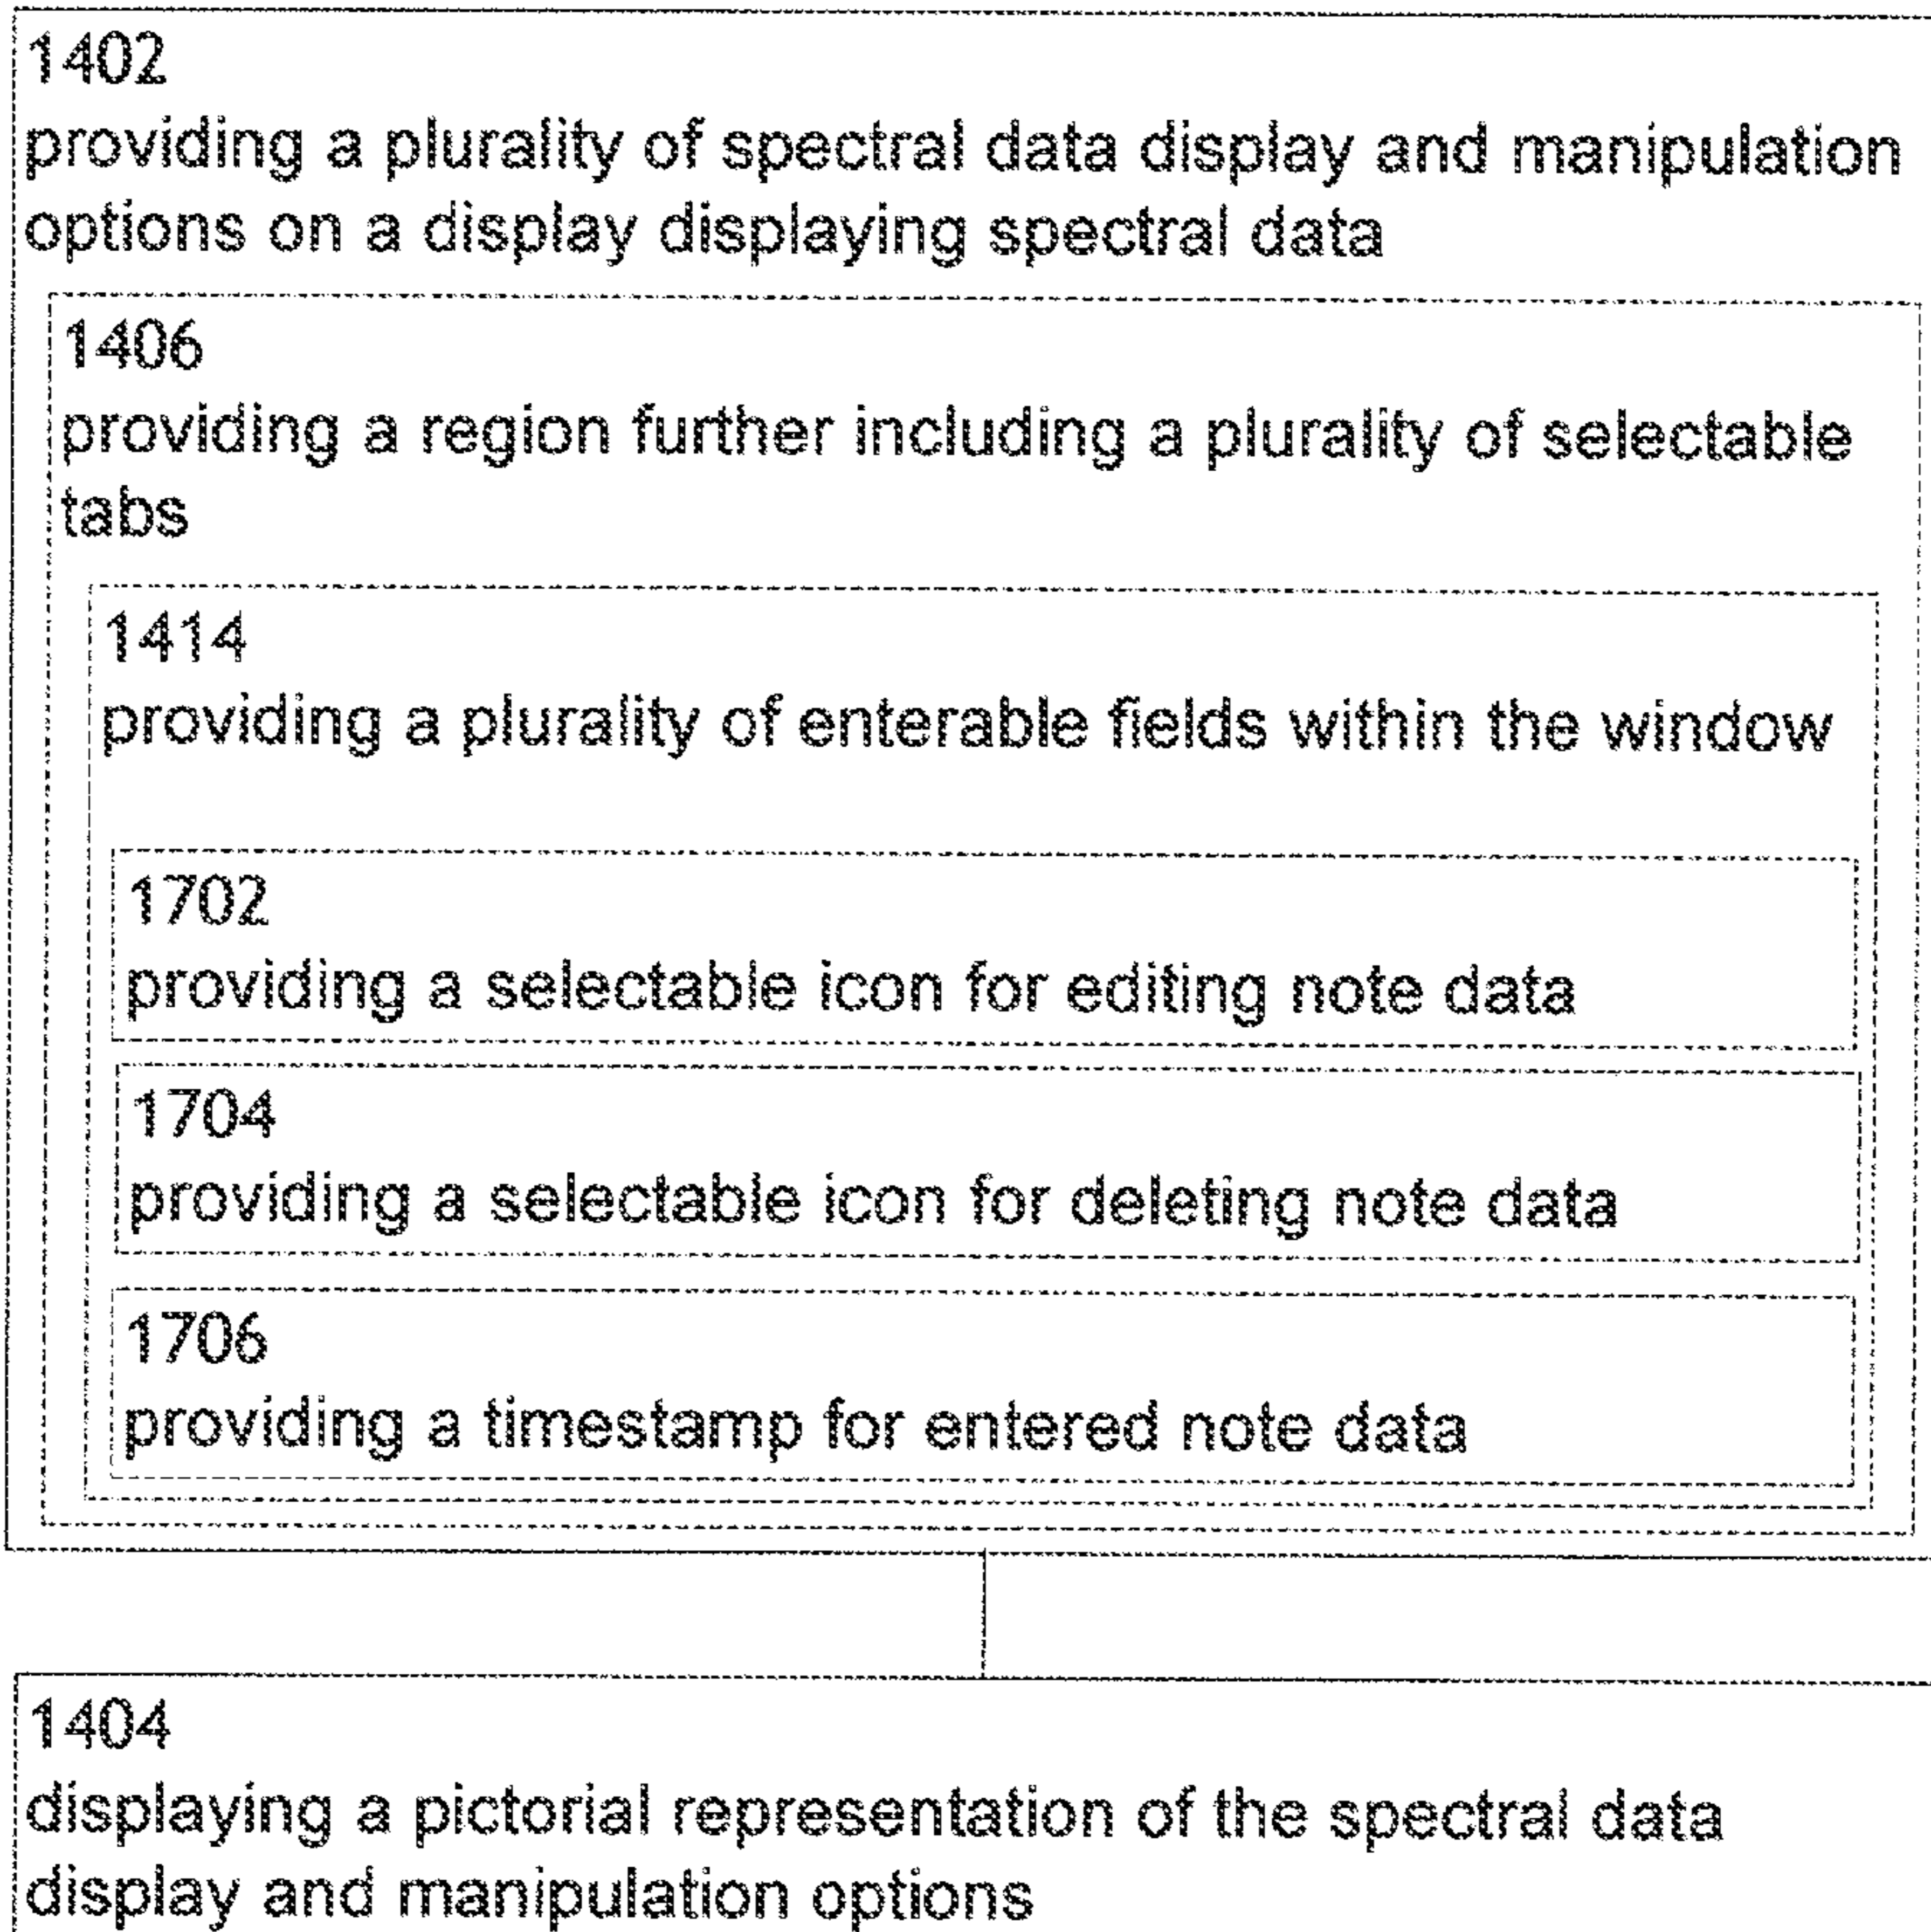 1402
providing a plurality of spectral data display and manipulation
options on a display displaying spectral data
1406
providing a region further including a plurality of selectable
tabs
1414
providing a plurality of enterable fields within the window
1702
providing a selectable icon for editing note data
1704
providing a selectable icon for deleting note data
1706
providing a timestamp for entered note data
1404
displaying a pictorial representation of the spectral data
display and manipulation options